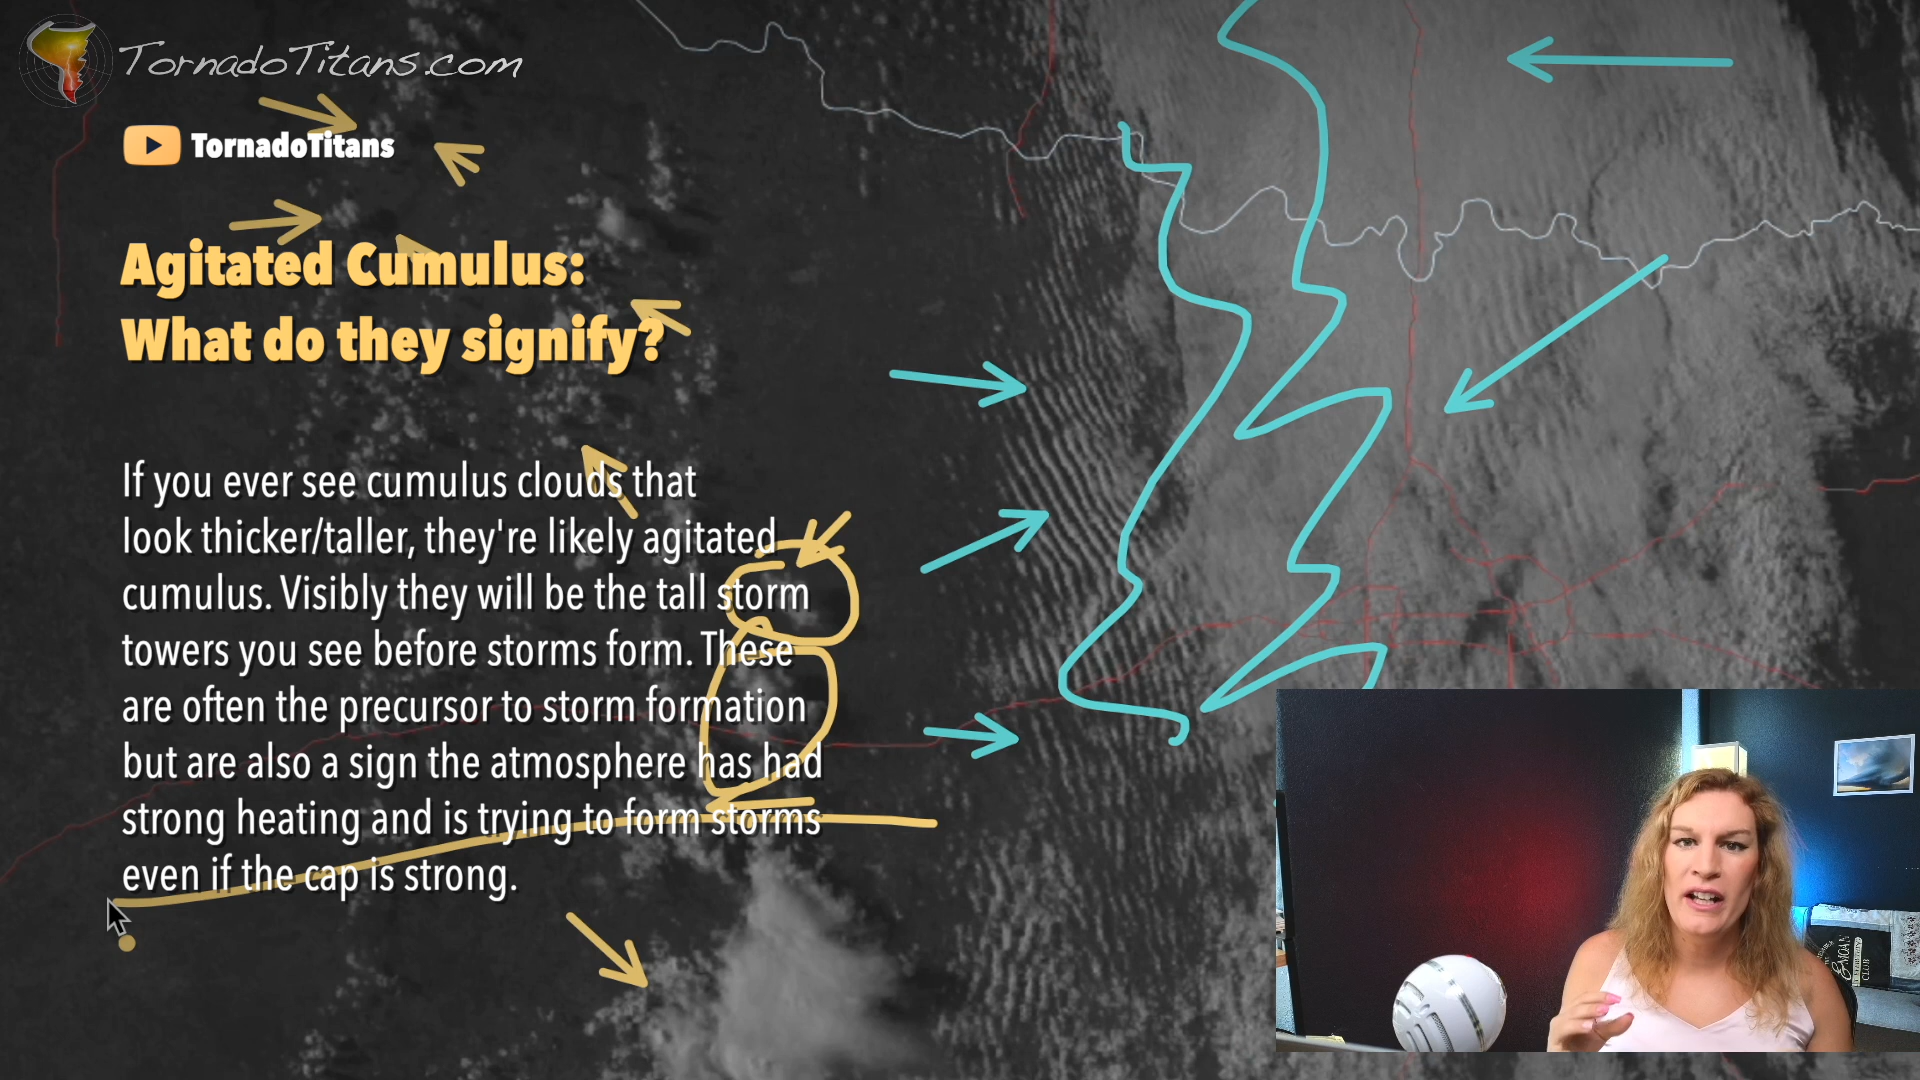 TornadoTitans.com
TornadoTitans
Agitated Cumulus:
What do they signify?
If you ever see cumulus clouds that
look thicker/taller, they're likely agitated
cumulus. Visibly they will be the tall storm
towers you see before storms form. These
are often the precursor to storm formation
but are also a sign the atmosphere has had
strong heating and is trying to form storms
even if the cap is strong.
CLUB